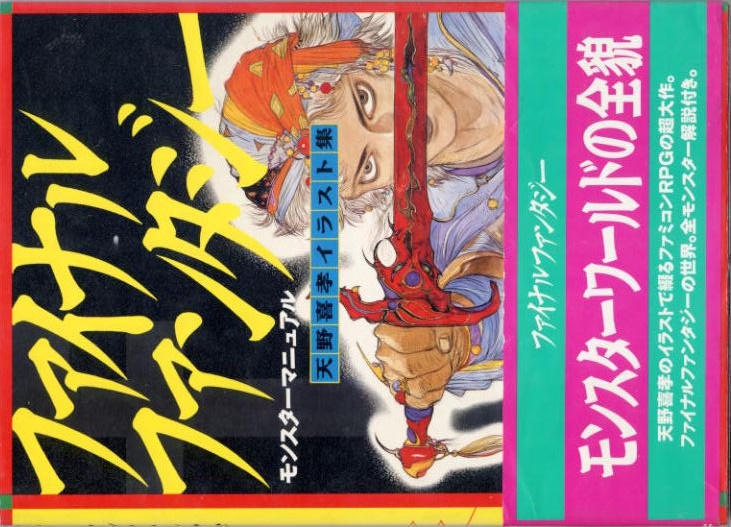 ファイナル
ファンタジー
モンスターマニュアル
天野喜孝イラスト集
ファイナルファンタジー
モンスターワールドの全貌
天野喜孝のイラストで綴るファミコンRPGの超大作。
ファイナルファンタジーの世界。全モンスター解説付き。